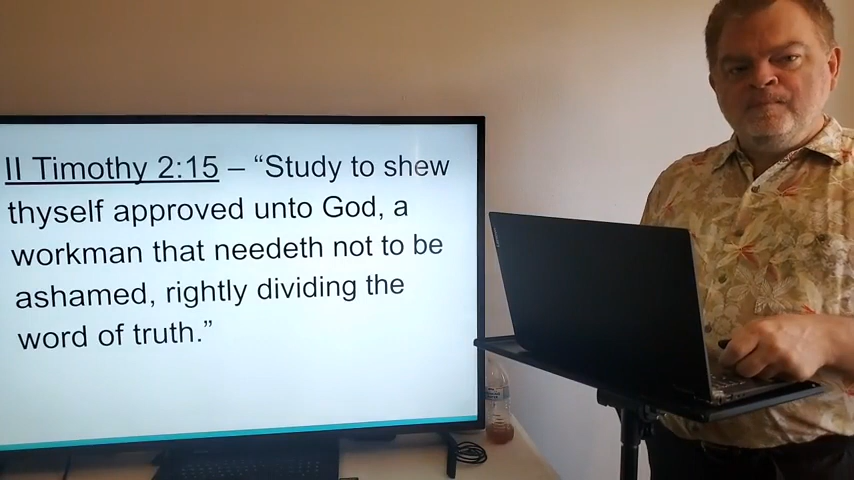 II Timothy 2:15 – “Study to shew
thyself approved unto God, a
workman that needeth not to be
ashamed, rightly dividing the
word of truth.”